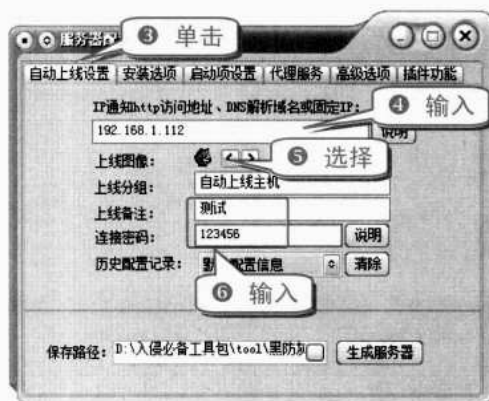 服务器配
❸ 单击
自动上线设置 安装选项 启动项设置 代理服务 高级选项 插件功能
IP通知http访问地址、DNS解析域名或固定IP:
❹ 输入
192.168.1.112
说明
上线图像:
❺ 选择
上线分组: 自动上线主机
上线备注: 测试
连接密码: 123456 说明
历史配置记录: 配置信息 清除
❻ 输入
保存路径: D:\入侵必备工具包\tool\黑防 生成服务器